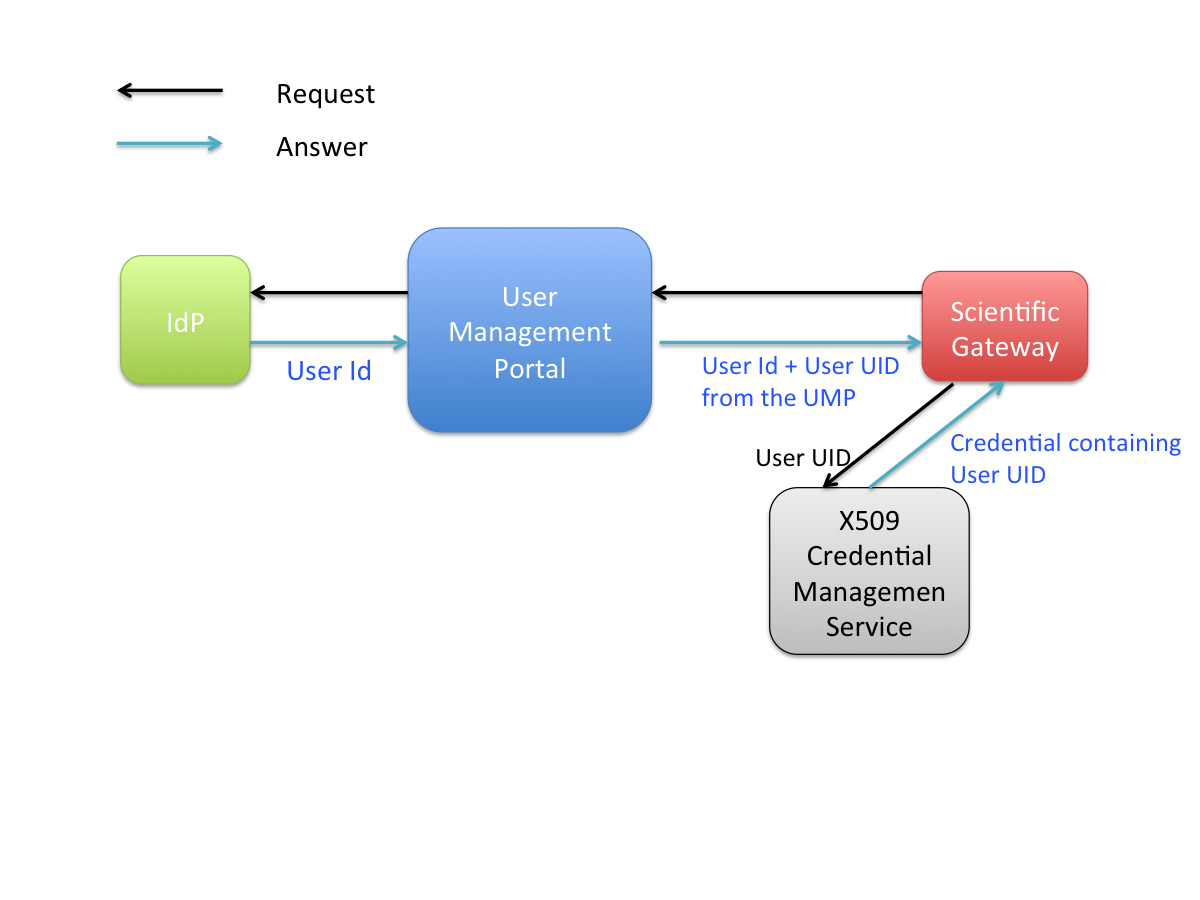 Request
Answer
IdP
User Id
User
Management
Portal
User Id + User UID
from the UMP
Scientific
Gateway
User UID
Credential containing
User UID
X509
Credential
Managemen
Service